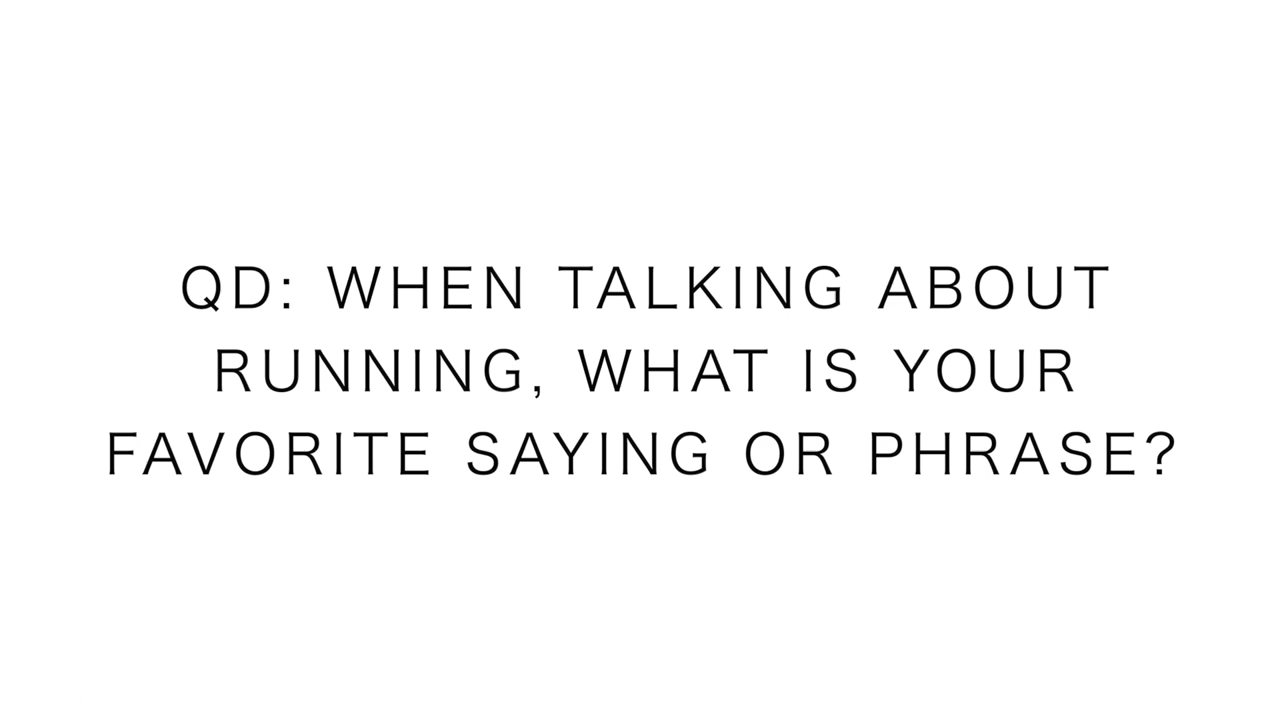 QD: WHEN TALKING ABOUT
RUNNING, WHAT IS YOUR
FAVORITE SAYING OR PHRASE?